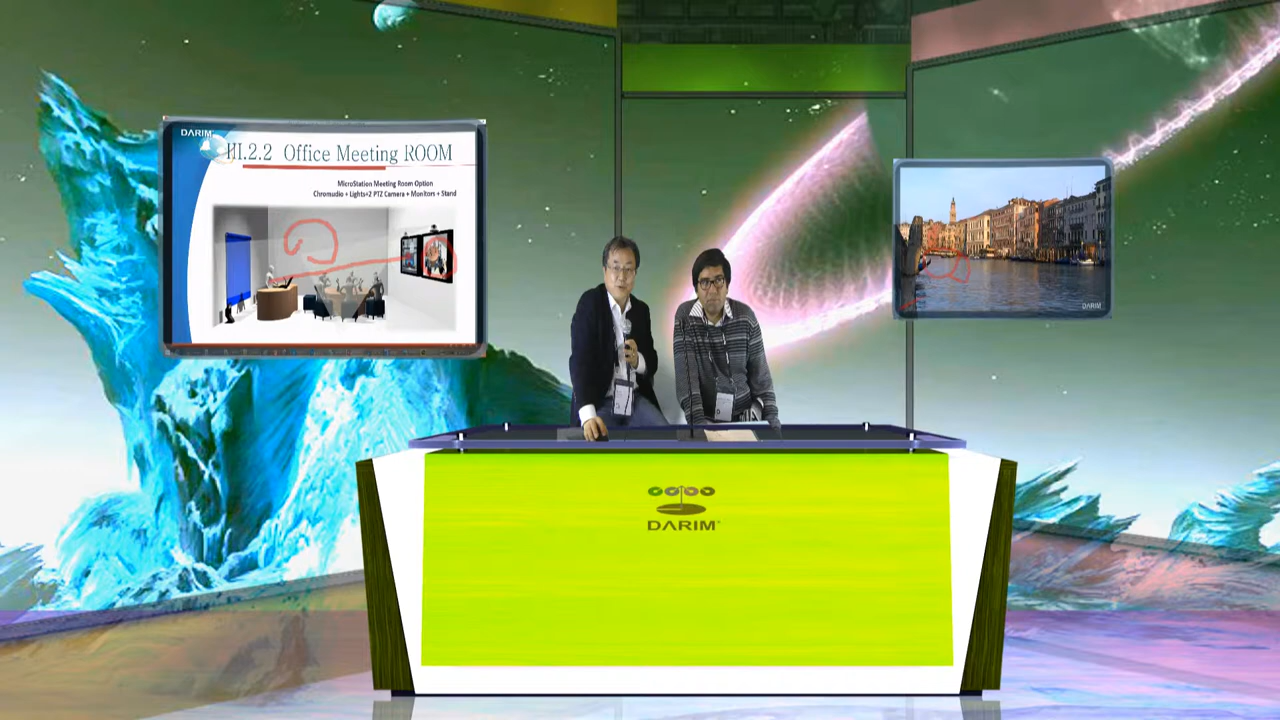 DARIM
III.2.2 Office Meeting ROOM
MicroStation Meeting Room Option
Chromudio + Lights+2 PTZ Camera + Monitors + Stand
DARIM
DARIM